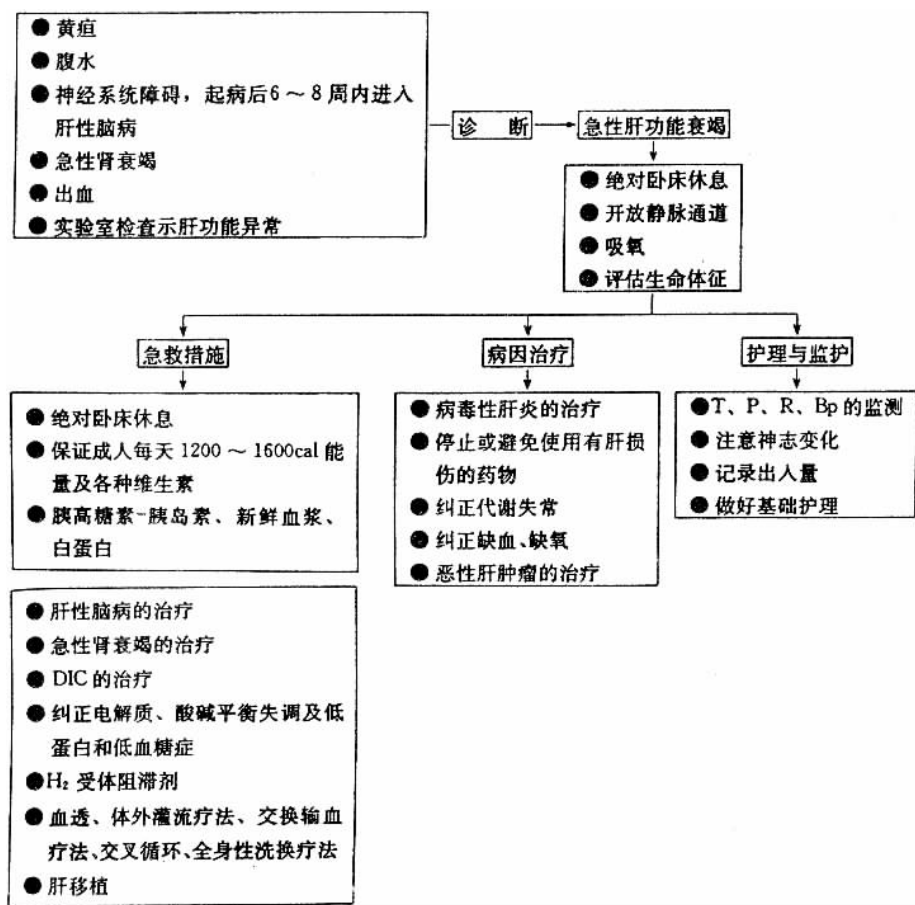 ● 黄疸
● 腹水
● 神经系统障碍，起病后6～8周内进入
肝性脑病
● 急性肾衰竭
● 出血
● 实验室检查示肝功能异常
诊 断
急性肝功能衰竭
● 绝对卧床休息
● 开放静脉通道
● 吸氧
● 评估生命体征
急救措施
● 绝对卧床休息
● 保证成人每天1200～1600cal能
量及各种维生素
● 胰高糖素-胰岛素、新鲜血浆、
白蛋白
● 肝性脑病的治疗
● 急性肾衰竭的治疗
● DIC的治疗
● 纠正电解质、酸碱平衡失调及低
蛋白和低血糖症
● H₂受体阻滞剂
● 血透、体外灌流疗法、交换输血
疗法、交叉循环、全身性洗换疗法
● 肝移植
病因治疗
● 病毒性肝炎的治疗
● 停止或避免使用有肝损
伤的药物
● 纠正代谢失常
● 纠正缺血、缺氧
● 恶性肝肿瘤的治疗
护理与监护
● T、P、R、Bp的监测
● 注意神志变化
● 记录出入量
● 做好基础护理